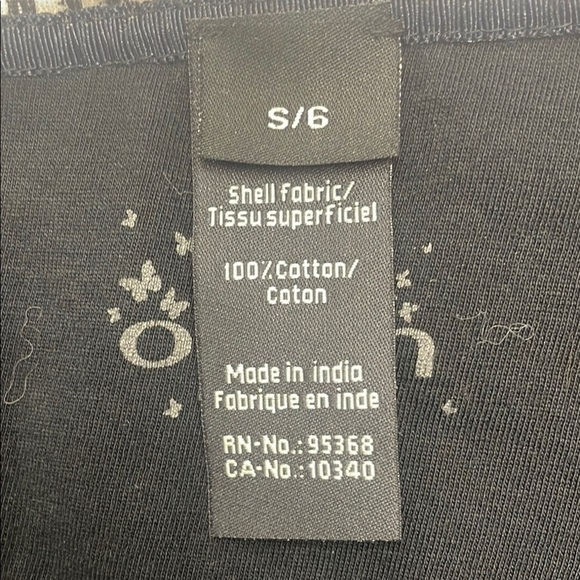 S/6
Shell fabric/
Tissu superficiel
100%Cotton/
Coton
Made in india
Fabrique en inde
RN-No.:95368
CA-No.:10340